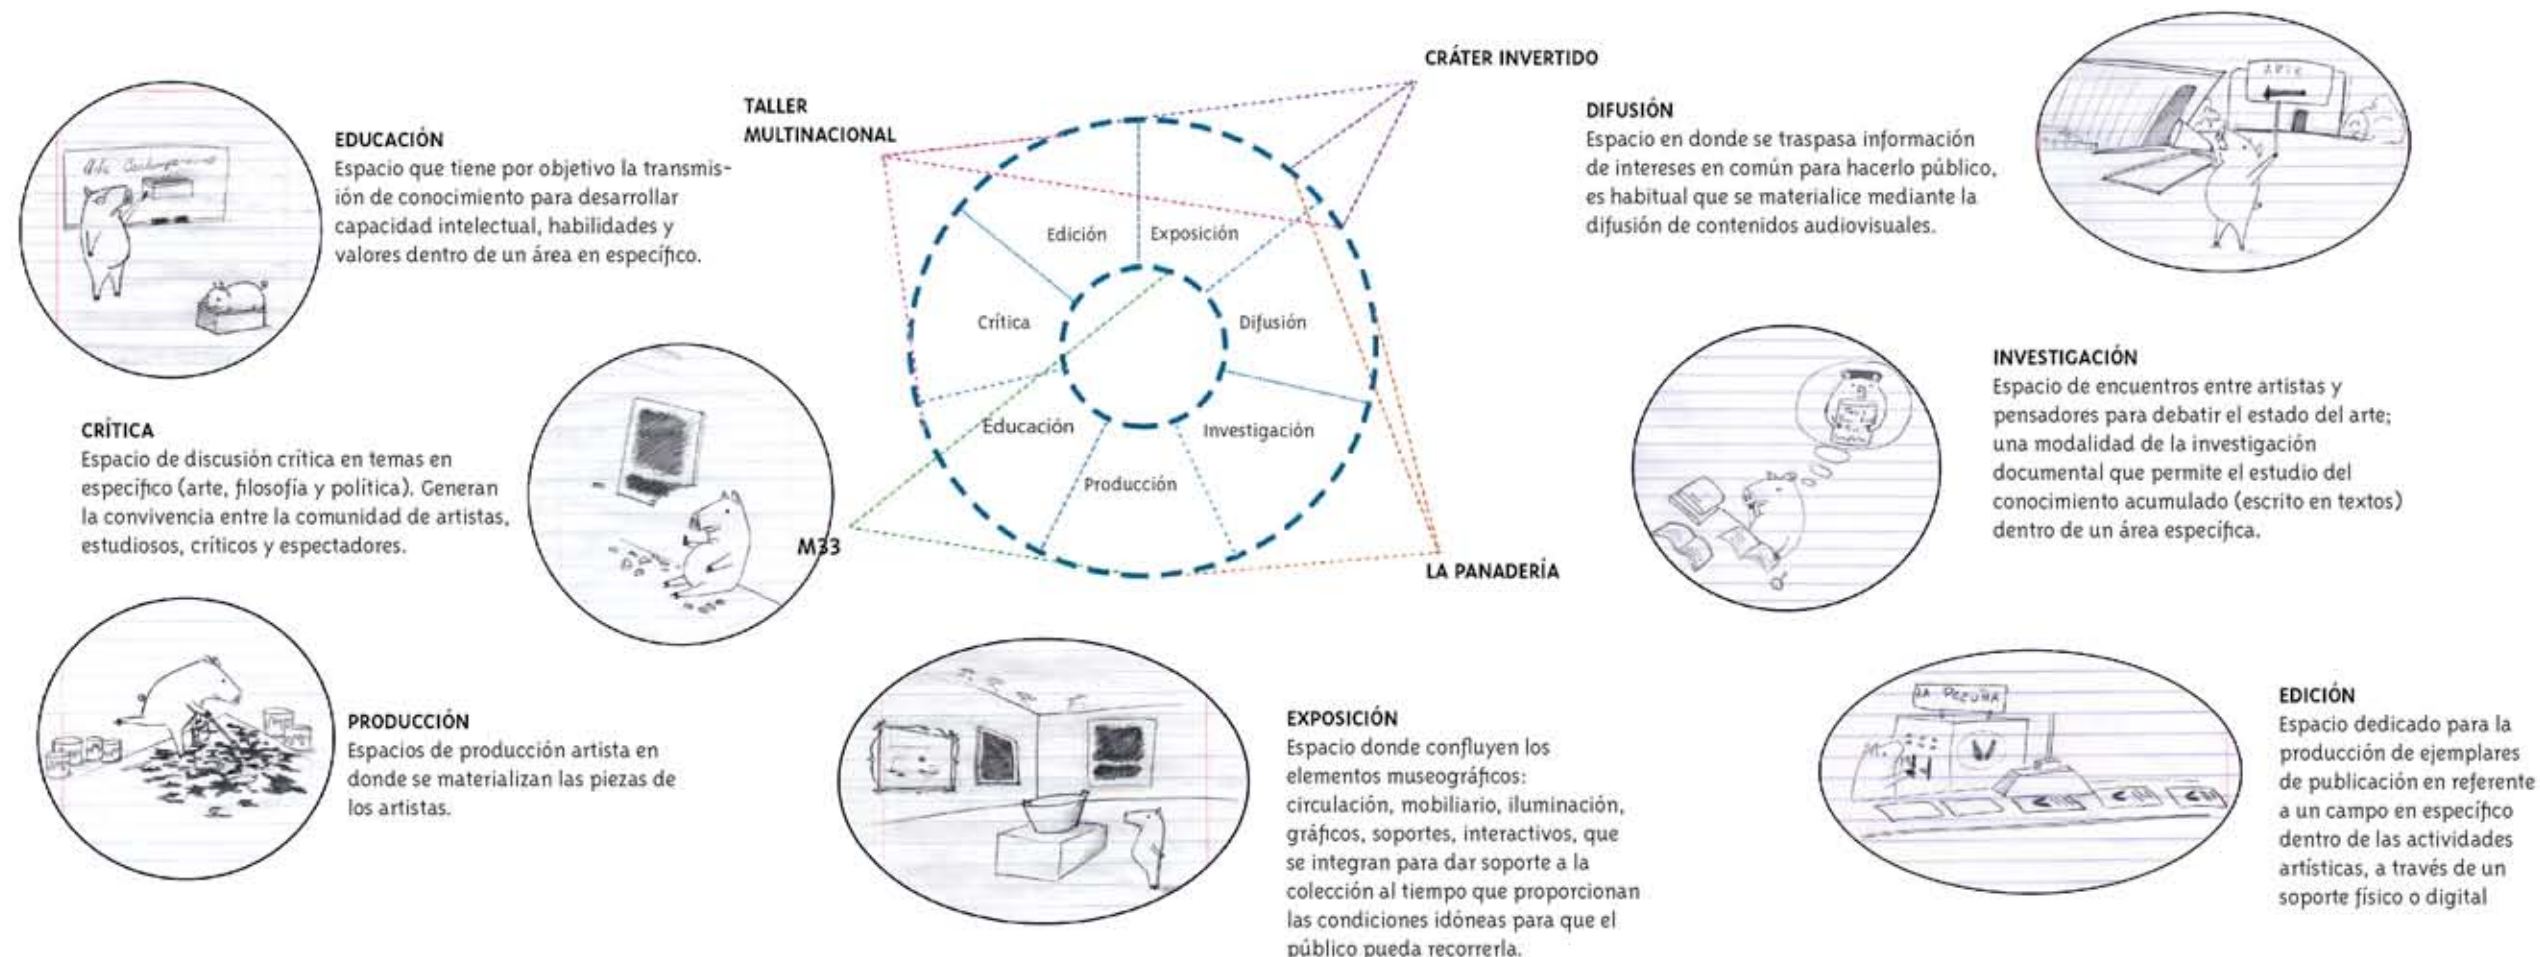 CRÁTER INVERTIDO
TALLER
MULTINACIONAL
EDUCACIÓN
Espacio que tiene por objetivo la transmis-
ión de conocimiento para desarrollar
capacidad intelectual, habilidades y
valores dentro de un área en específico.
DIFUSIÓN
Espacio en donde se traspasa información
de intereses en común para hacerlo público,
es habitual que se materialice mediante la
difusión de contenidos audiovisuales.
ARTE
Edición
Exposición
Crítica
Difusión
Educación
Investigación
Producción
M33
LA PANADERÍA
CRÍTICA
Espacio de discusión crítica en temas en
específico (arte, filosofía y política). Generan
la convivencia entre la comunidad de artistas,
estudiosos, críticos y espectadores.
INVESTIGACIÓN
Espacio de encuentros entre artistas y
pensadores para debatir el estado del arte;
una modalidad de la investigación
documental que permite el estudio del
conocimiento acumulado (escrito en textos)
dentro de un área específica.
PRODUCCIÓN
Espacios de producción artista en
donde se materializan las piezas de
los artistas.
EXPOSICIÓN
Espacio donde confluyen los
elementos museográficos:
circulación, mobiliario, iluminación,
gráficos, soportes, interactivos, que
se integran para dar soporte a la
colección al tiempo que proporcionan
las condiciones idóneas para que el
público pueda recorrerla.
EDICIÓN
Espacio dedicado para la
producción de ejemplares
de publicación en referente
a un campo en específico
dentro de las actividades
artísticas, a través de un
soporte físico o digital